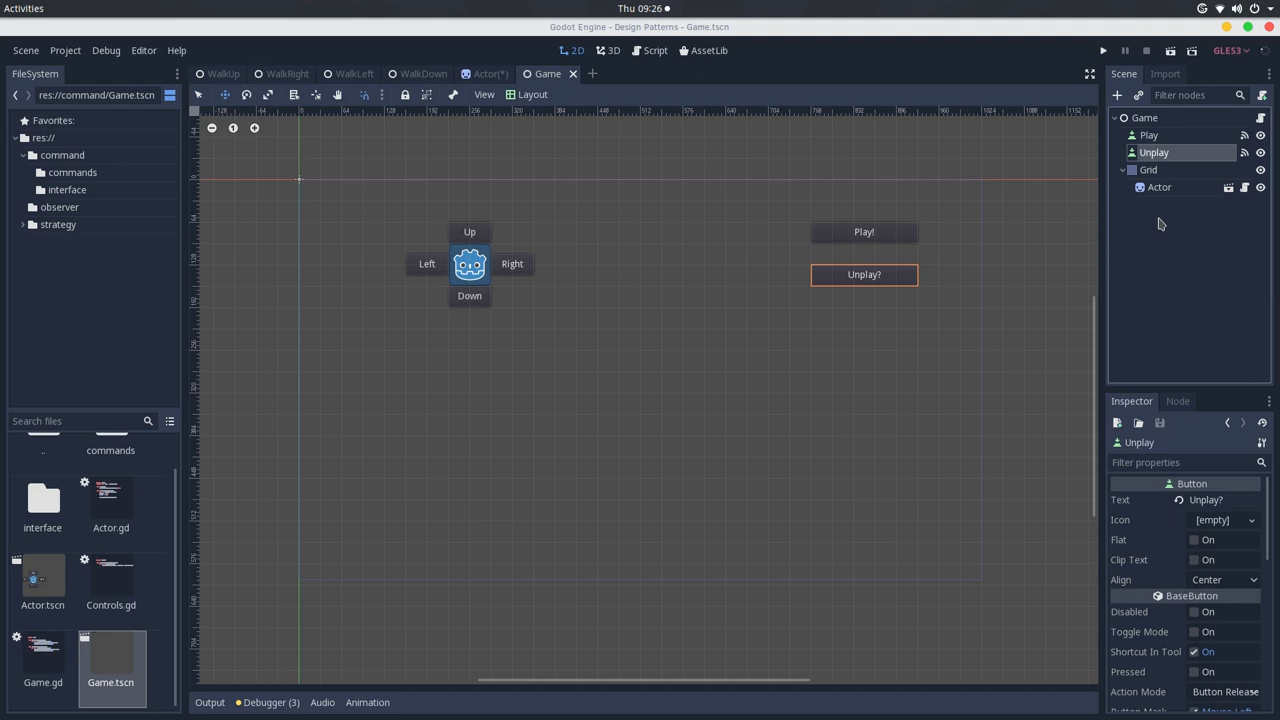 Activities
Thu 09:26
Godot Engine - Design Patterns - Game.tscn
Scene Project Debug Editor Help
2D 3D Script AssetLib
GLES3
FileSystem
WalkUp WalkRight WalkLeft WalkDown Actor(*) Game
Scene Import
res://command/Game.tscn
View Layout
Filter nodes
Favorites:
res://
command
commands
interface
observer
strategy
Game
Play
Unplay
Grid
Actor
Up
Left Right
Down
Play!
Unplay?
Search files
..
commands
interface
Actor.gd
Actor.tscn
Controls.gd
Game.gd
Game.tscn
Inspector Node
Unplay
Filter properties
Button
Text Unplay?
Icon [empty]
Flat On
Clip Text On
Align Center
BaseButton
Disabled On
Toggle Mode On
Shortcut In Tool On
Pressed On
Action Mode Button Release
Button Mask Mouse Left
Output Debugger (3) Audio Animation